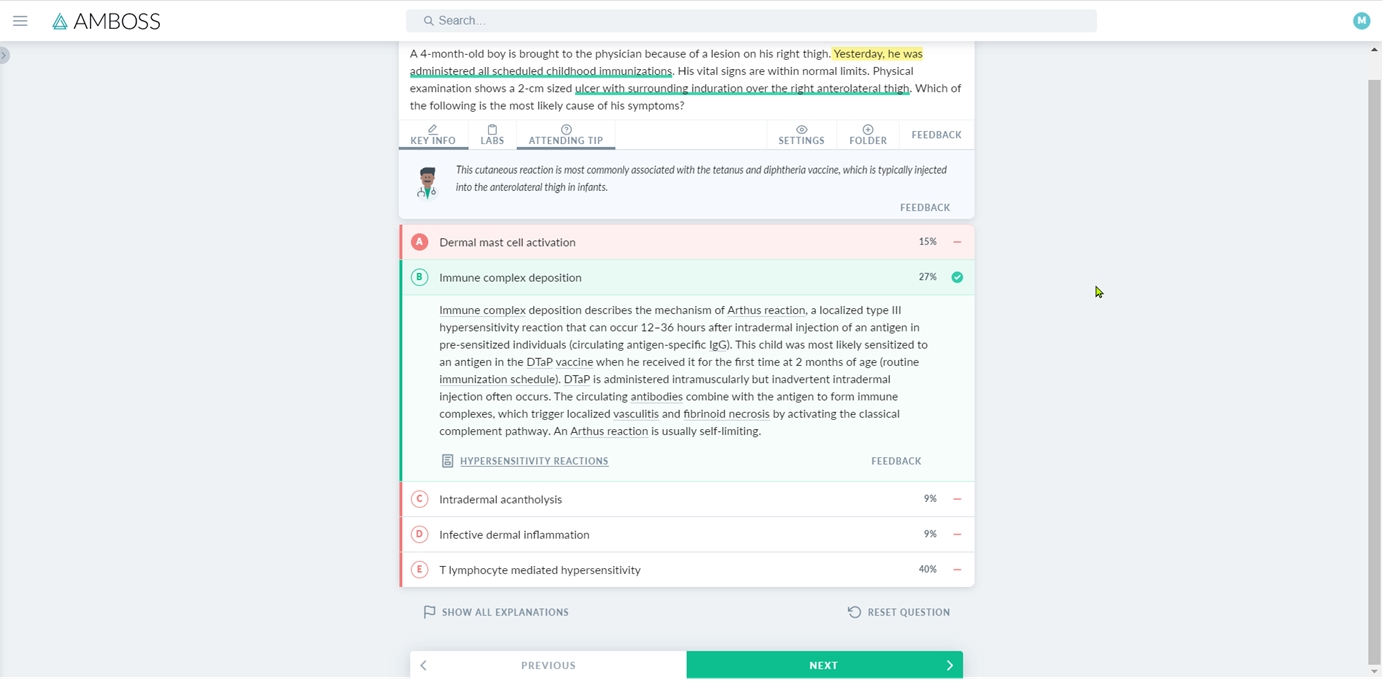 AMBOSS
Search...
M
A 4-month-old boy is brought to the physician because of a lesion on his right thigh. Yesterday, he was
administered all scheduled childhood immunizations. His vital signs are within normal limits. Physical
examination shows a 2-cm sized ulcer with surrounding induration over the right anterolateral thigh. Which of
the following is the most likely cause of his symptoms?
KEY INFO
LABS
ATTENDING TIP
SETTINGS
FOLDER
FEEDBACK
This cutaneous reaction is most commonly associated with the tetanus and diphtheria vaccine, which is typically injected
into the anterolateral thigh in infants.
FEEDBACK
A Dermal mast cell activation 15%
B Immune complex deposition 27%
Immune complex deposition describes the mechanism of Arthus reaction, a localized type III
hypersensitivity reaction that can occur 12–36 hours after intradermal injection of an antigen in
pre-sensitized individuals (circulating antigen-specific IgG). This child was most likely sensitized to
an antigen in the DTaP vaccine when he received it for the first time at 2 months of age (routine
immunization schedule). DTaP is administered intramuscularly but inadvertent intradermal
injection often occurs. The circulating antibodies combine with the antigen to form immune
complexes, which trigger localized vasculitis and fibrinoid necrosis by activating the classical
complement pathway. An Arthus reaction is usually self-limiting.
HYPERSENSITIVITY REACTIONS
FEEDBACK
C Intradermal acantholysis 9%
D Infective dermal inflammation 9%
E T lymphocyte mediated hypersensitivity 40%
SHOW ALL EXPLANATIONS
RESET QUESTION
PREVIOUS
NEXT